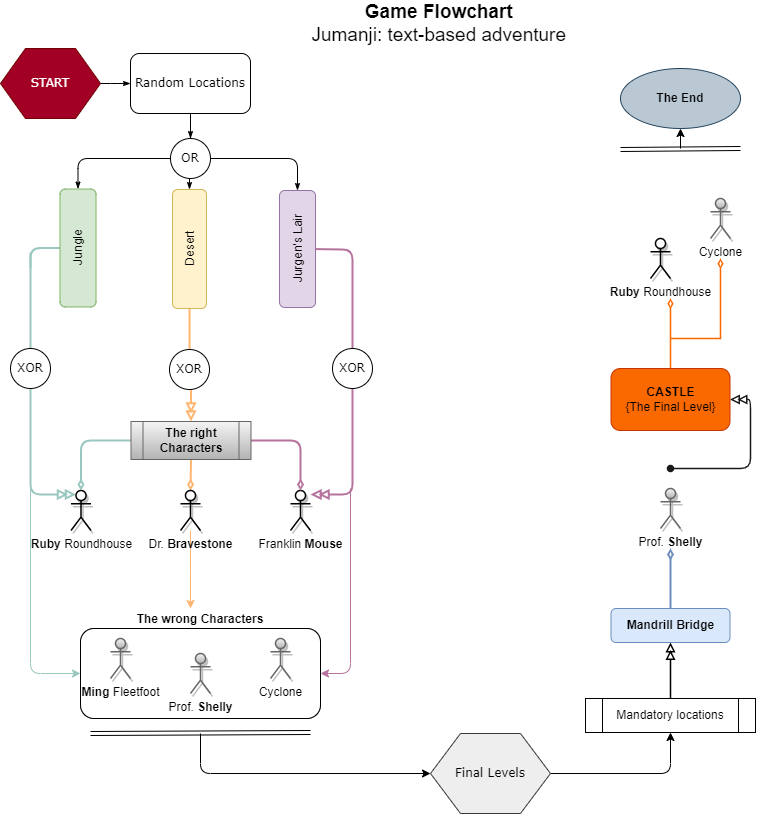 Game Flowchart
Jumanji: text-based adventure
START
Random Locations
OR
Jungle
Desert
Jurgen's Lair
XOR
XOR
XOR
The right
Characters
Ruby Roundhouse
Dr. Bravestone
Franklin Mouse
The wrong Characters
Ming Fleetfoot
Prof. Shelly
Cyclone
Final Levels
Mandatory locations
Mandrill Bridge
Prof. Shelly
CASTLE
{The Final Level}
Ruby Roundhouse
Cyclone
The End